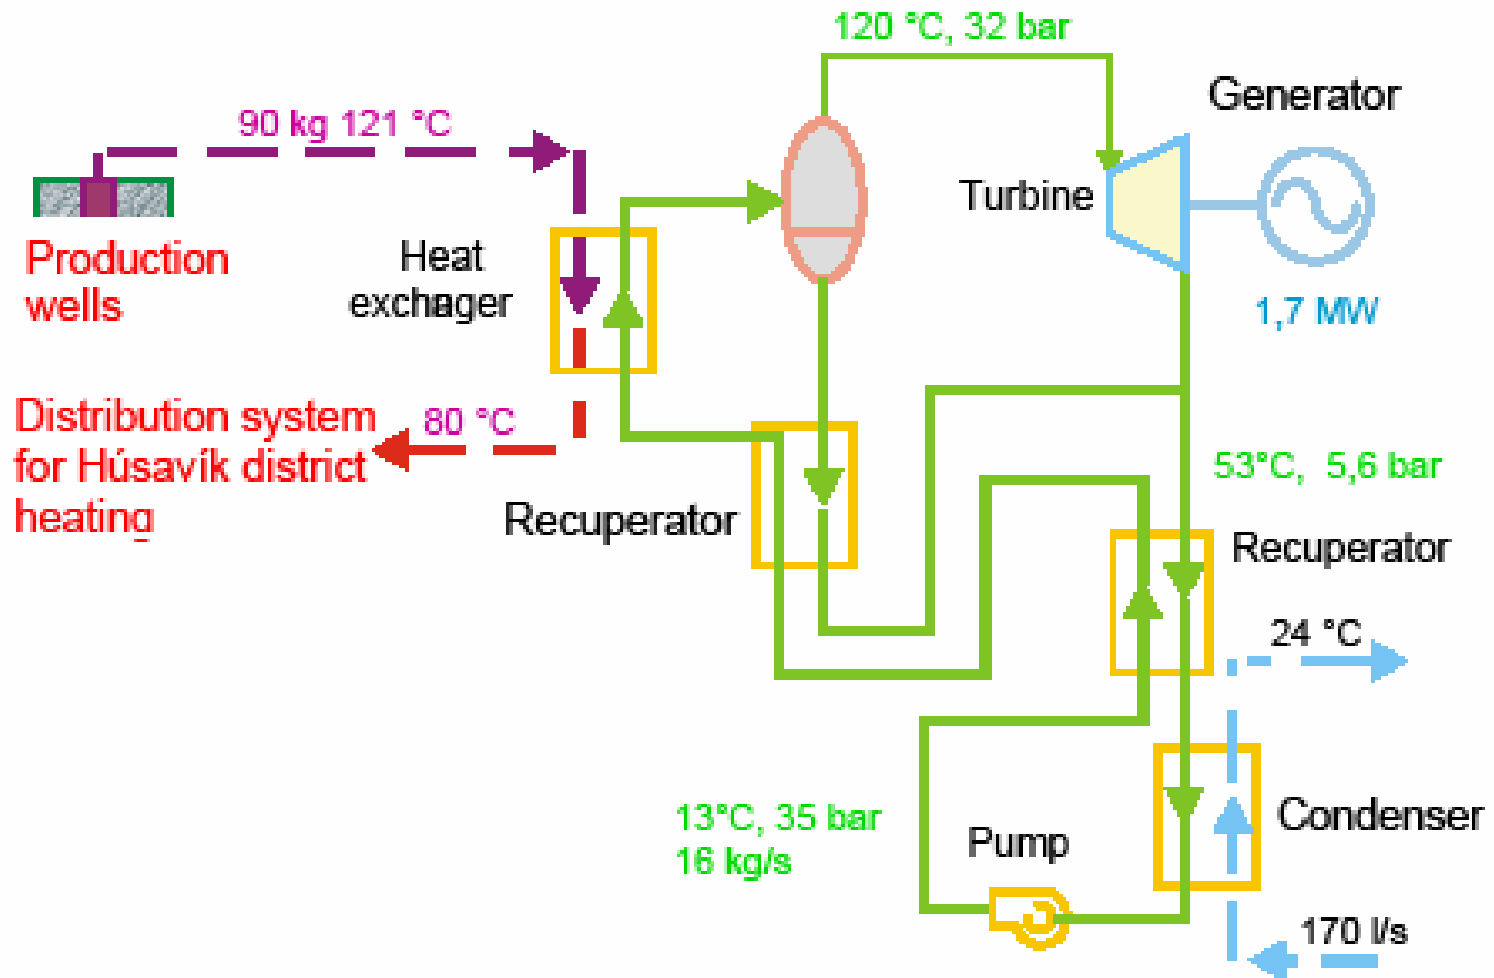 120 °C, 32 bar
Generator
90 kg 121 °C
Turbine
Production
wells
Heat
exchager
1,7 MW
Distribution system
for Húsavík district
heating
80 °C
53°C, 5,6 bar
Recuperator
Recuperator
24 °C
13°C, 35 bar
16 kg/s
Pump
Condenser
170 l/s